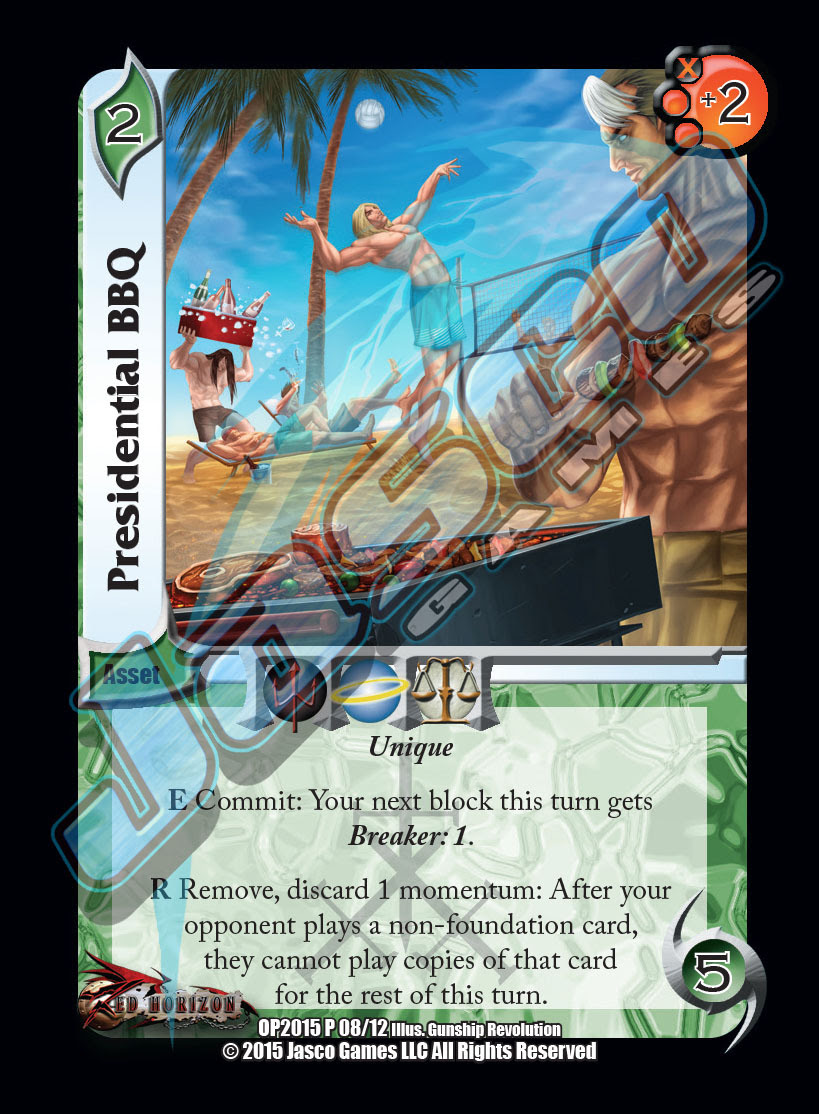 2
X
+2
Presidential BBQ
JASCO
GAMES
Asset
Unique
E Commit: Your next block this turn gets
Breaker: 1.
R Remove, discard 1 momentum: After your
opponent plays a non-foundation card,
they cannot play copies of that card
for the rest of this turn.
5
RED HORIZON
OP2015 P 08/12 Illus. Gunship Revolution
© 2015 Jasco Games LLC All Rights Reserved